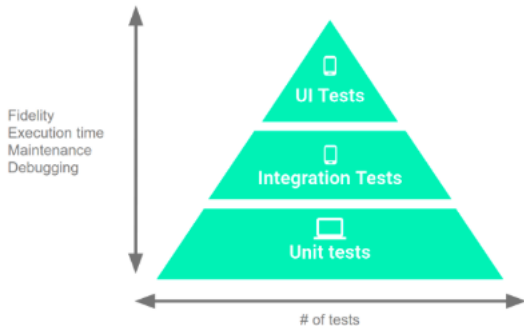 UI Tests
Fidelity
Execution time
Maintenance
Debugging
Integration Tests
Unit tests
# of tests